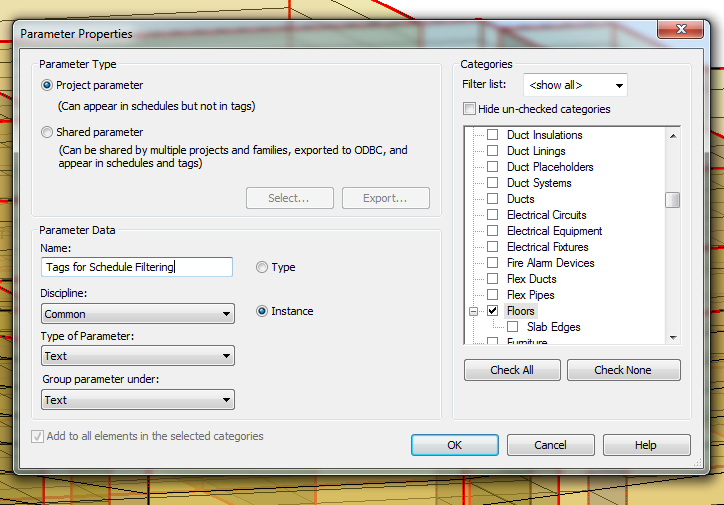 Parameter Properties
Parameter Type
Project parameter
(Can appear in schedules but not in tags)
Shared parameter
(Can be shared by multiple projects and families, exported to ODBC, and
appear in schedules and tags)
Select...
Export...
Parameter Data
Name:
Tags for Schedule Filtering
Type
Discipline:
Common
Instance
Type of Parameter:
Text
Group parameter under:
Text
Add to all elements in the selected categories
Categories
Filter list:
<show all>
Hide un-checked categories
Duct Insulations
Duct Linings
Duct Placeholders
Duct Systems
Ducts
Electrical Circuits
Electrical Equipment
Electrical Fixtures
Fire Alarm Devices
Flex Ducts
Flex Pipes
Floors
Slab Edges
Furniture
Check All
Check None
OK
Cancel
Help